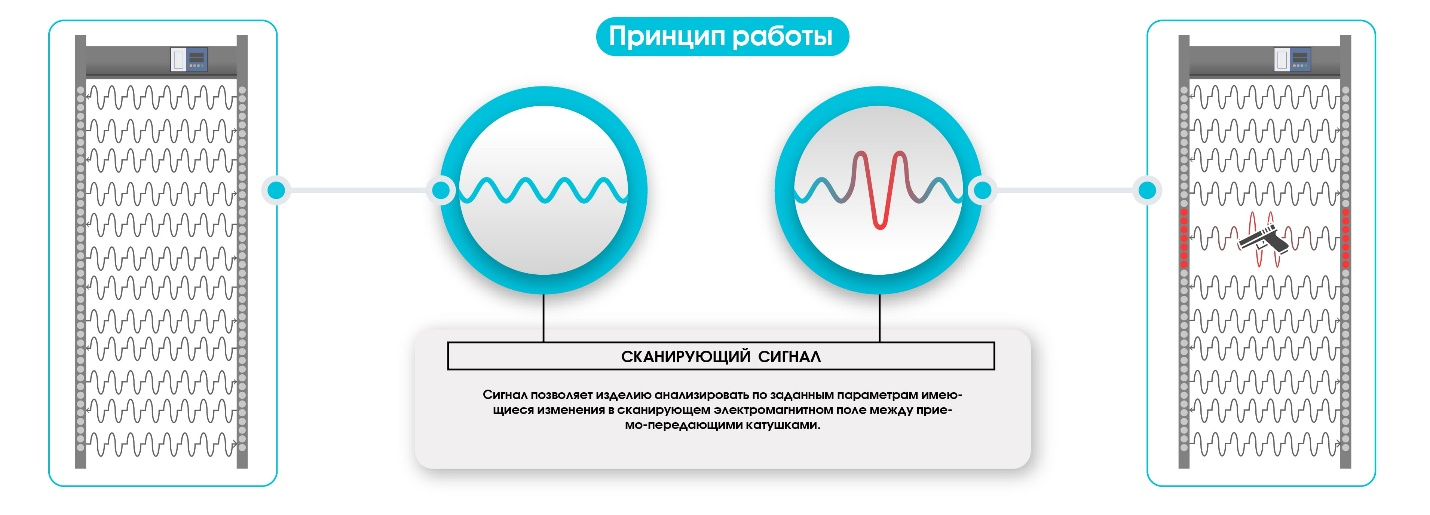 Принцип работы
СКАНИРУЮЩИЙ СИГНАЛ
Сигнал позволяет изделию анализировать по заданным параметрам имею-
щиеся изменения в сканирующем электромагнитном поле между прие-
мо-передающими катушками.